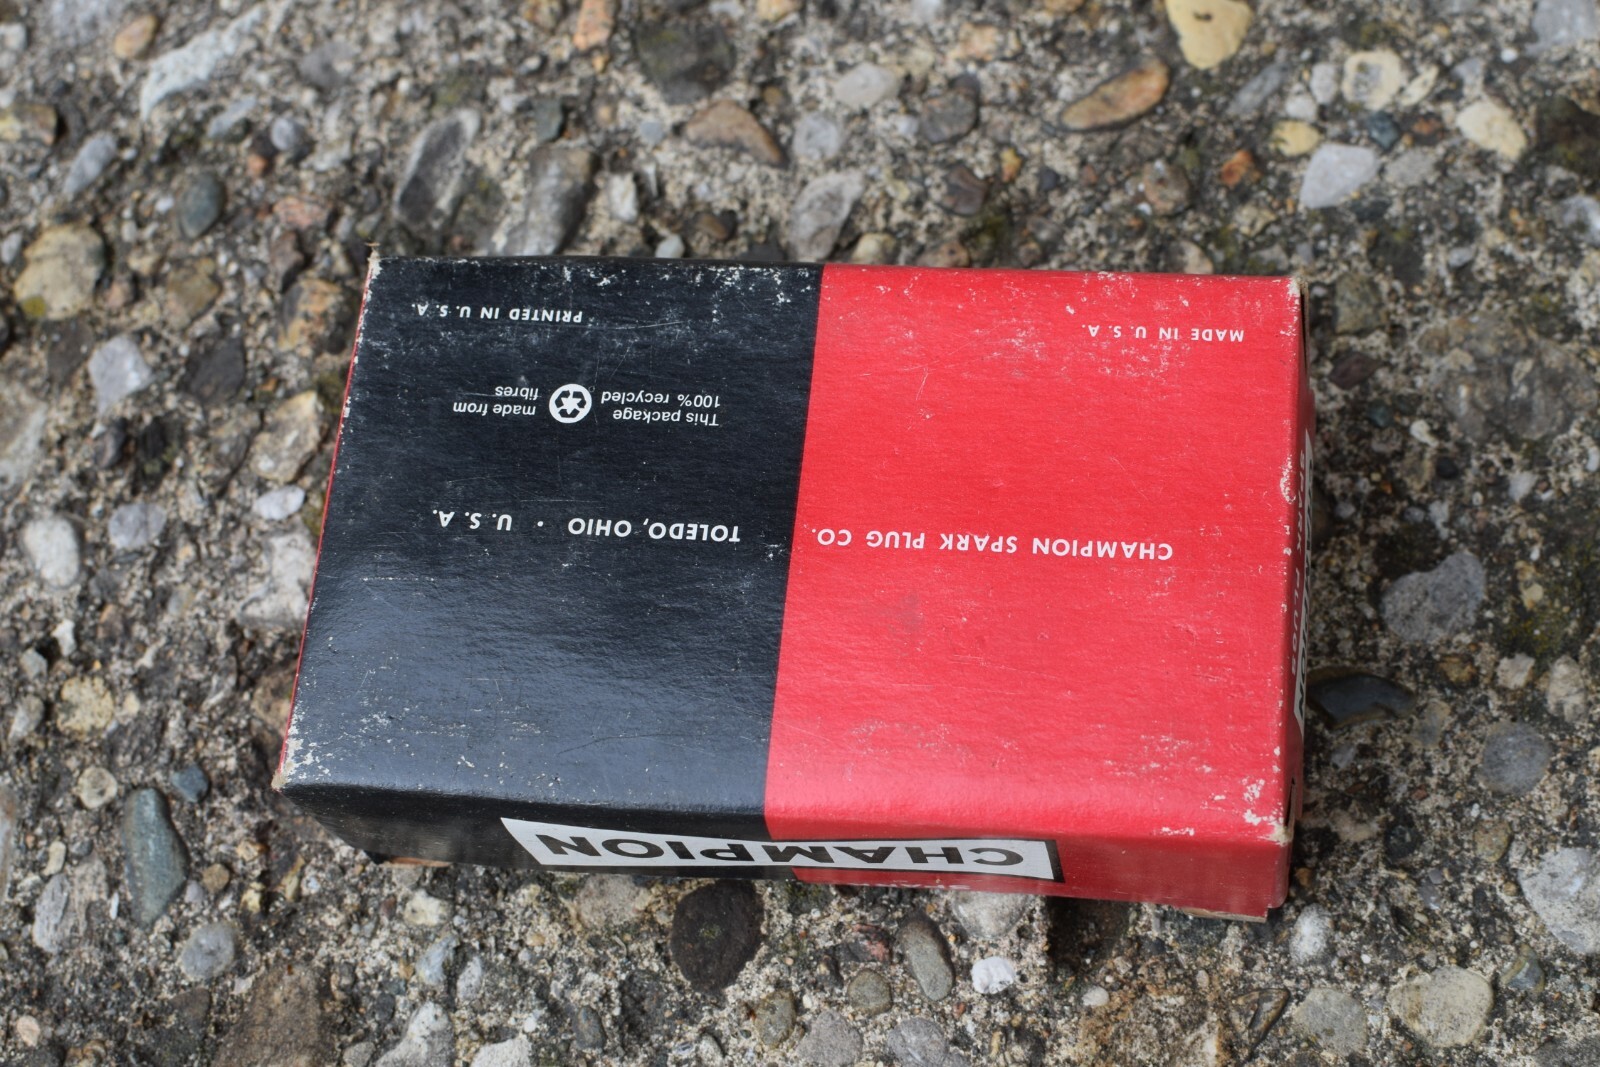 CHAMPION
CHAMPION SPARK PLUG CO.
TOLEDO, OHIO • U. S. A.
This package made from
100% recycled fibres
MADE IN U. S. A.
PRINTED IN U. S. A.